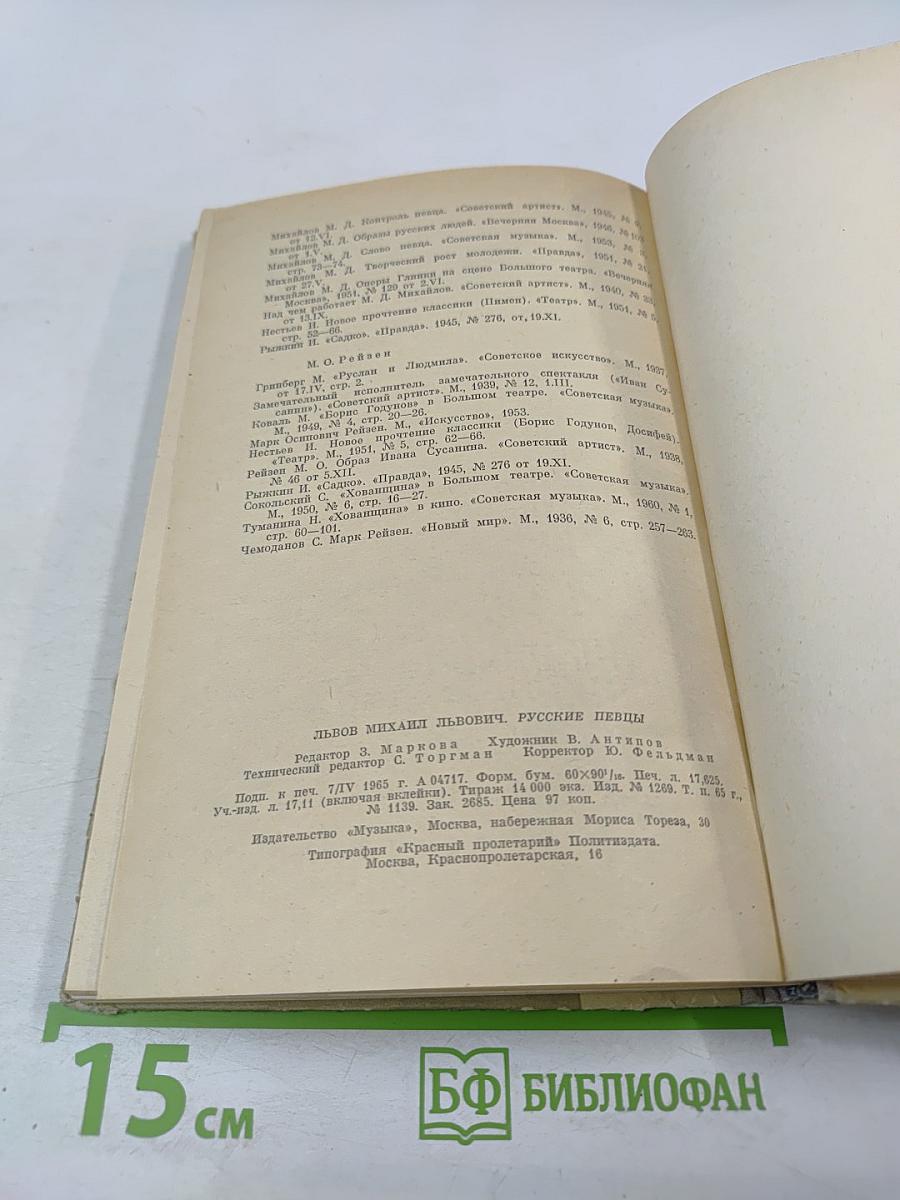 Михайлов М. Д. Контроль певца. «Советский артист». М., 1945, № 9,
от 12.VI.
Михайлов М. Д. Образы русских людей. «Вечерняя Москва», 1946, № 103
от 1.V.
Михайлов М. Д. Слово певца. «Советская музыка». М., 1953, №
стр. 73—74.
Михайлов М. Д. Творческий рост молодежи. «Правда», 1951, №
от 27.V.
Михайлов М. Д. Оперы Глинки на сцене Большого театра. «Вечерняя
Москва», 1951, № 129 от 2.VI.
Над чем работает М. Д. Михайлов. «Советский артист». М., 1940, № 33,
от 13.IX.
Нестьев И. Новое прочтение классики (Пимен). «Театр». М., 1951, № 5,
стр. 52—66.
Рыжкин И. «Садко». «Правда». 1945, № 276, от, 19.XI.
М. О. Рейзен
Гринберг М. «Руслан и Людмила». «Советское искусство». М., 1937,
от 17.IV, стр. 2.
Замечательный исполнитель замечательного спектакля («Иван Су-
санин»). «Советский артист». М., 1939, № 12, 1.III.
Коваль М. «Борис Годунов» в Большом театре. «Советская музыка».
М., 1949, № 4, стр. 20—26.
Марк Осипович Рейзен. М., «Искусство», 1953.
Нестьев И. Новое прочтение классики (Борис Годунов, Досифей).
«Театр». М., 1951, № 5, стр. 62—66.
Рейзен М. О. Образ Ивана Сусанина. «Советский артист». М., 1938,
№ 46 от 5.XII.
Рыжкин И. «Садко». «Правда», 1945, № 276 от 19.XI.
Сокольский С. «Хованщина» в Большом театре. «Советская музыка».
М., 1950, № 6, стр. 16—27.
Туманина Н. «Хованщина» в кино. «Советская музыка». М., 1960, № 1,
стр. 60—101.
Чемоданов С. Марк Рейзен. «Новый мир». М., 1936, № 6, стр. 257—263.
ЛЬВОВ МИХАИЛ ЛЬВОВИЧ. РУССКИЕ ПЕВЦЫ
Редактор З. Маркова Художник В. Антипов
Технический редактор С. Торгман Корректор Ю. Фельдман
Подп. к печ. 7/IV 1965 г. А 04717. Форм. бум. 60×90¹/₁₆. Печ. л. 17,625.
Уч.-изд. л. 17,11 (включая вклейки). Тираж 14 000 экз. Изд. № 1269. Т. п. 65 г.,
№ 1139. Зак. 2685. Цена 97 коп.
Издательство «Музыка», Москва, набережная Мориса Тореза, 30
Типография «Красный пролетарий» Политиздата.
Москва, Краснопролетарская, 16
15 см
БФ БИБЛИОФАН